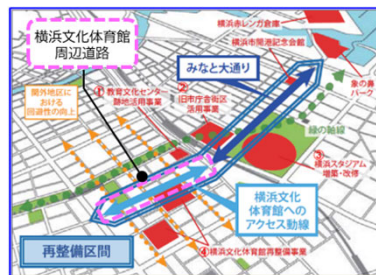 横浜赤レンガ倉庫
横浜市開港記念会館
横浜文化体育館
周辺道路
みなと大通り
象の鼻
パーク
関外地区に
おける
回遊性の向上
①教育文化センター
跡地活用事業
②
旧市庁舎街区
活用事業
緑の軸線
③
横浜スタジアム
増築・改修
横浜文化
体育館への
アクセス動線
再整備区間
④横浜文化体育館再整備事業